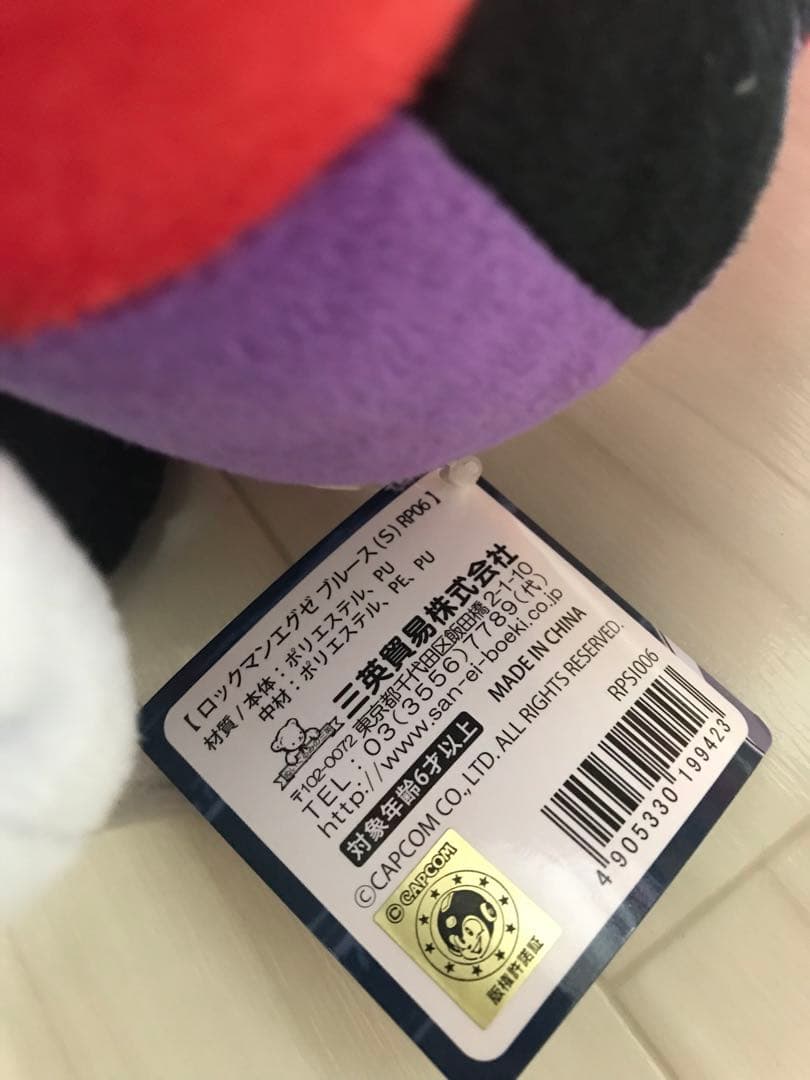 【ロックマンエグゼ ブルース(S) RP06】
材質/本体：ポリエステル、PU
中材：ポリエステル、PE、PU
三英貿易株式会社
〒102-0072 東京都千代田区飯田橋2-1-10
TEL：03(3556)7789(代)
http://www.san-ei-boeki.co.jp
対象年齢6才以上
MADE IN CHINA
©CAPCOM CO., LTD. ALL RIGHTS RESERVED.
RPS1006
4 905330 199423
©CAPCOM
版権許諾証